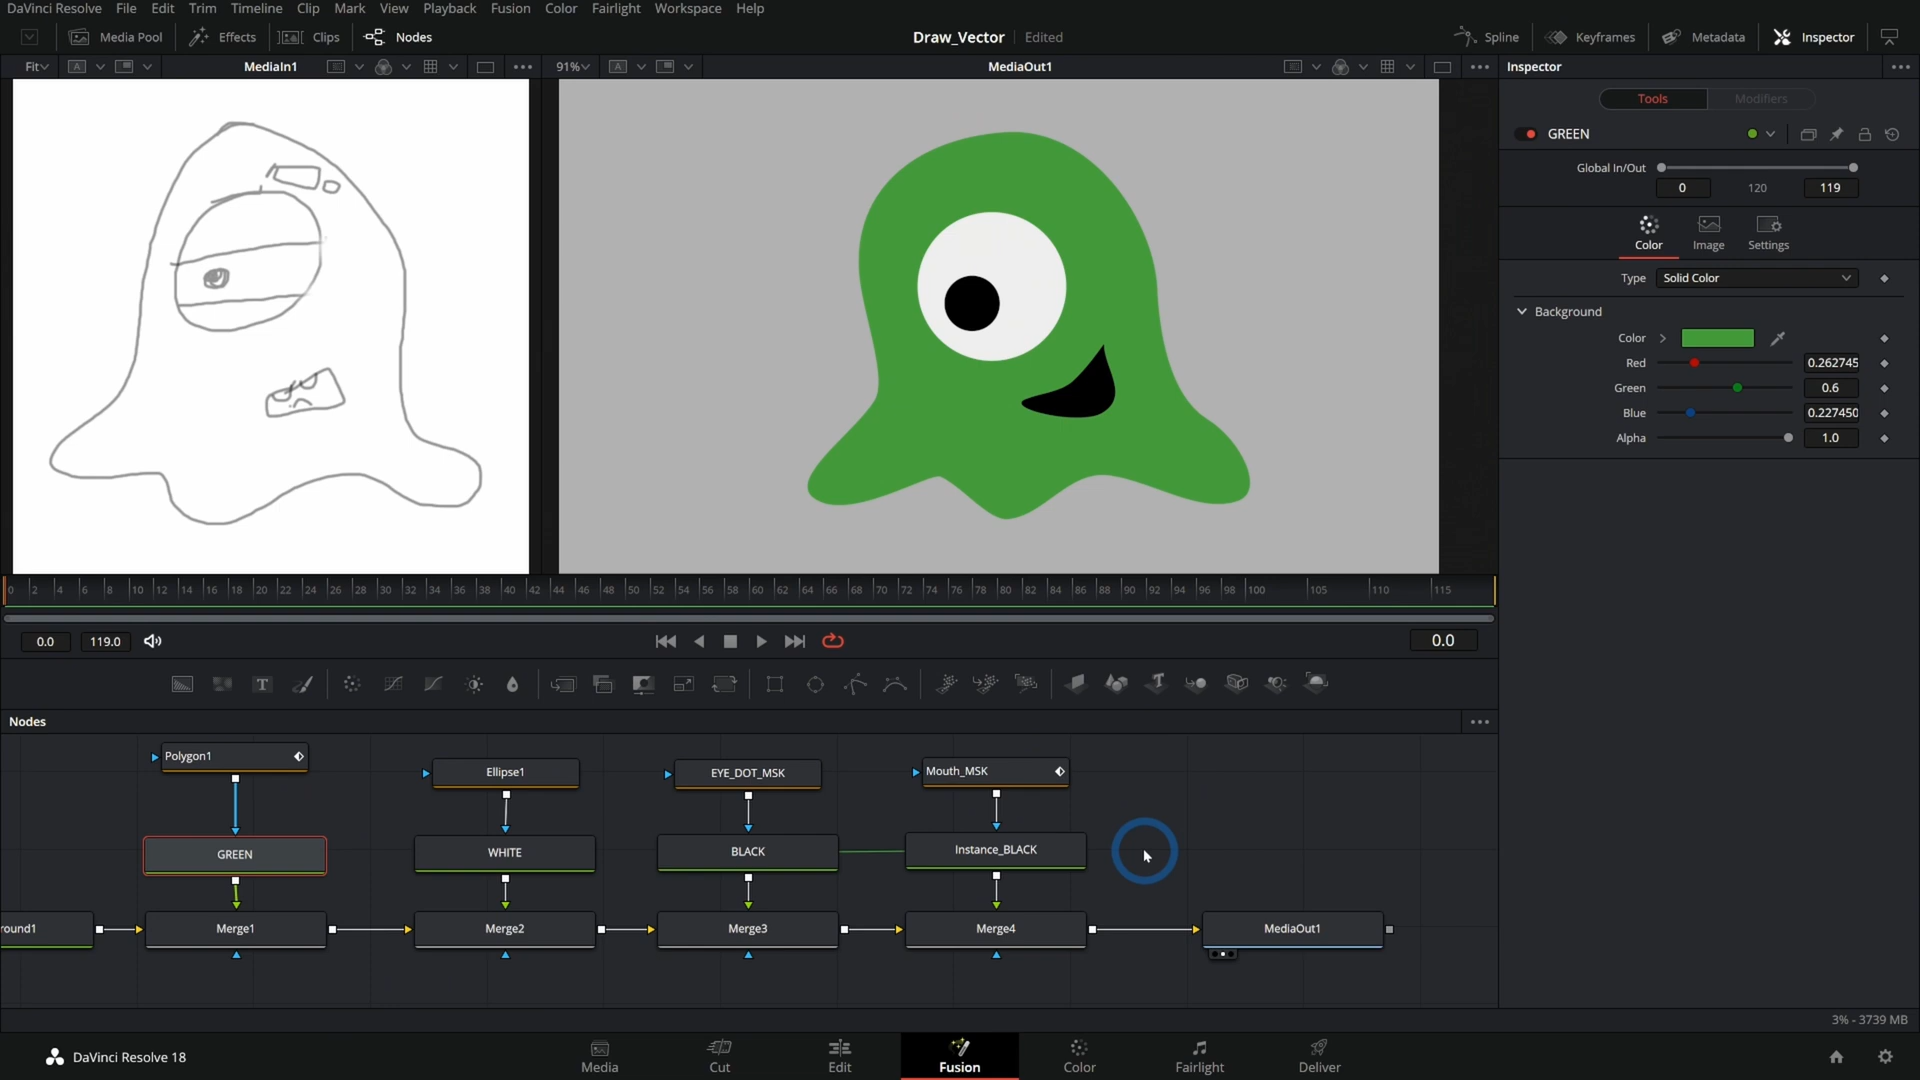 DaVinci Resolve File Edit Trim Timeline Clip Mark View Playback Fusion Color Fairlight Workspace Help
Media Pool Effects Clips Nodes Draw_Vector Edited Spline Keyframes Metadata Inspector
Fit A MediaIn1 91% A MediaOut1 Inspector
Tools Modifiers
GREEN
Global In/Out
0 120 119
Color Image Settings
Type Solid Color
Background
Color
Red 0.262745
Green 0.6
Blue 0.227450
Alpha 1.0
0 2 4 6 8 10 12 14 16 18 20 22 24 26 28 30 32 34 36 38 40 42 44 46 48 50 52 54 56 58 60 62 64 66 68 70 72 74 76 78 80 82 84 86 88 90 92 94 96 98 100 105 110 115
0.0 119.0 0.0
T
Nodes
Polygon1 Ellipse1 EYE_DOT_MSK Mouth_MSK
GREEN WHITE BLACK Instance_BLACK
round1 Merge1 Merge2 Merge3 Merge4 MediaOut1
3% - 3739 MB
DaVinci Resolve 18 Media Cut Edit Fusion Color Fairlight Deliver